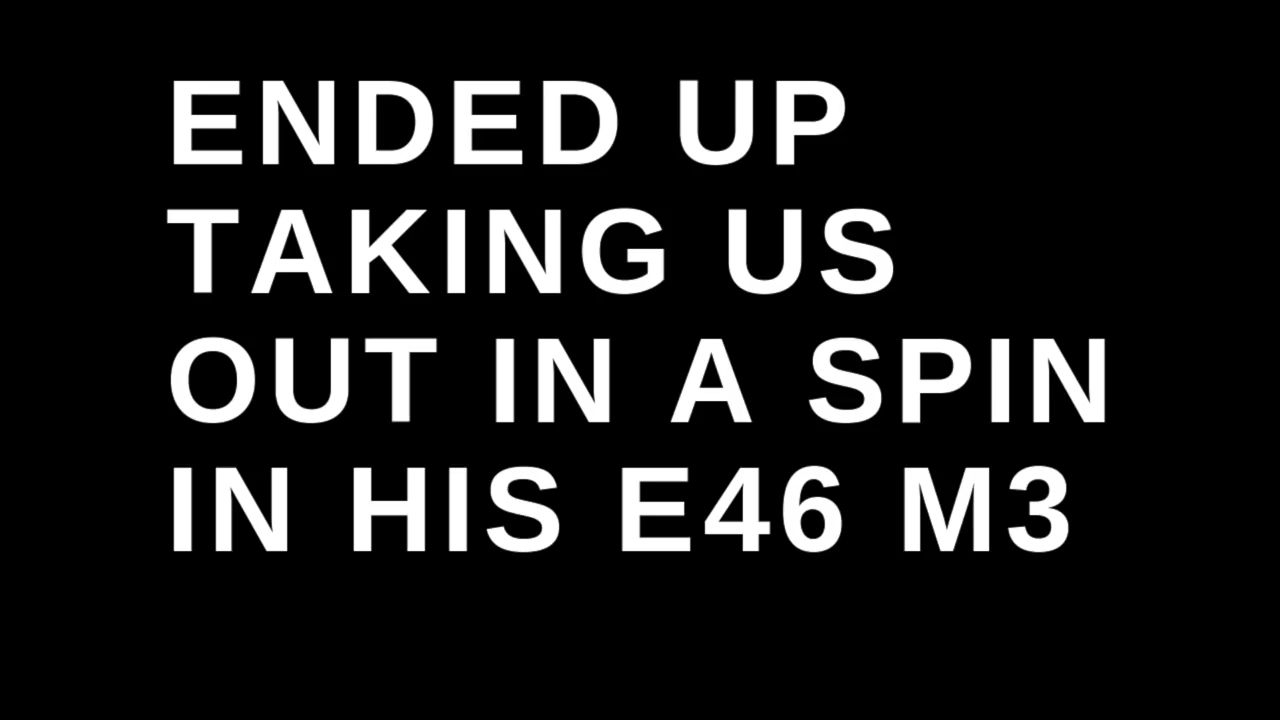 ENDED UP
TAKING US
OUT IN A SPIN
IN HIS E46 M3